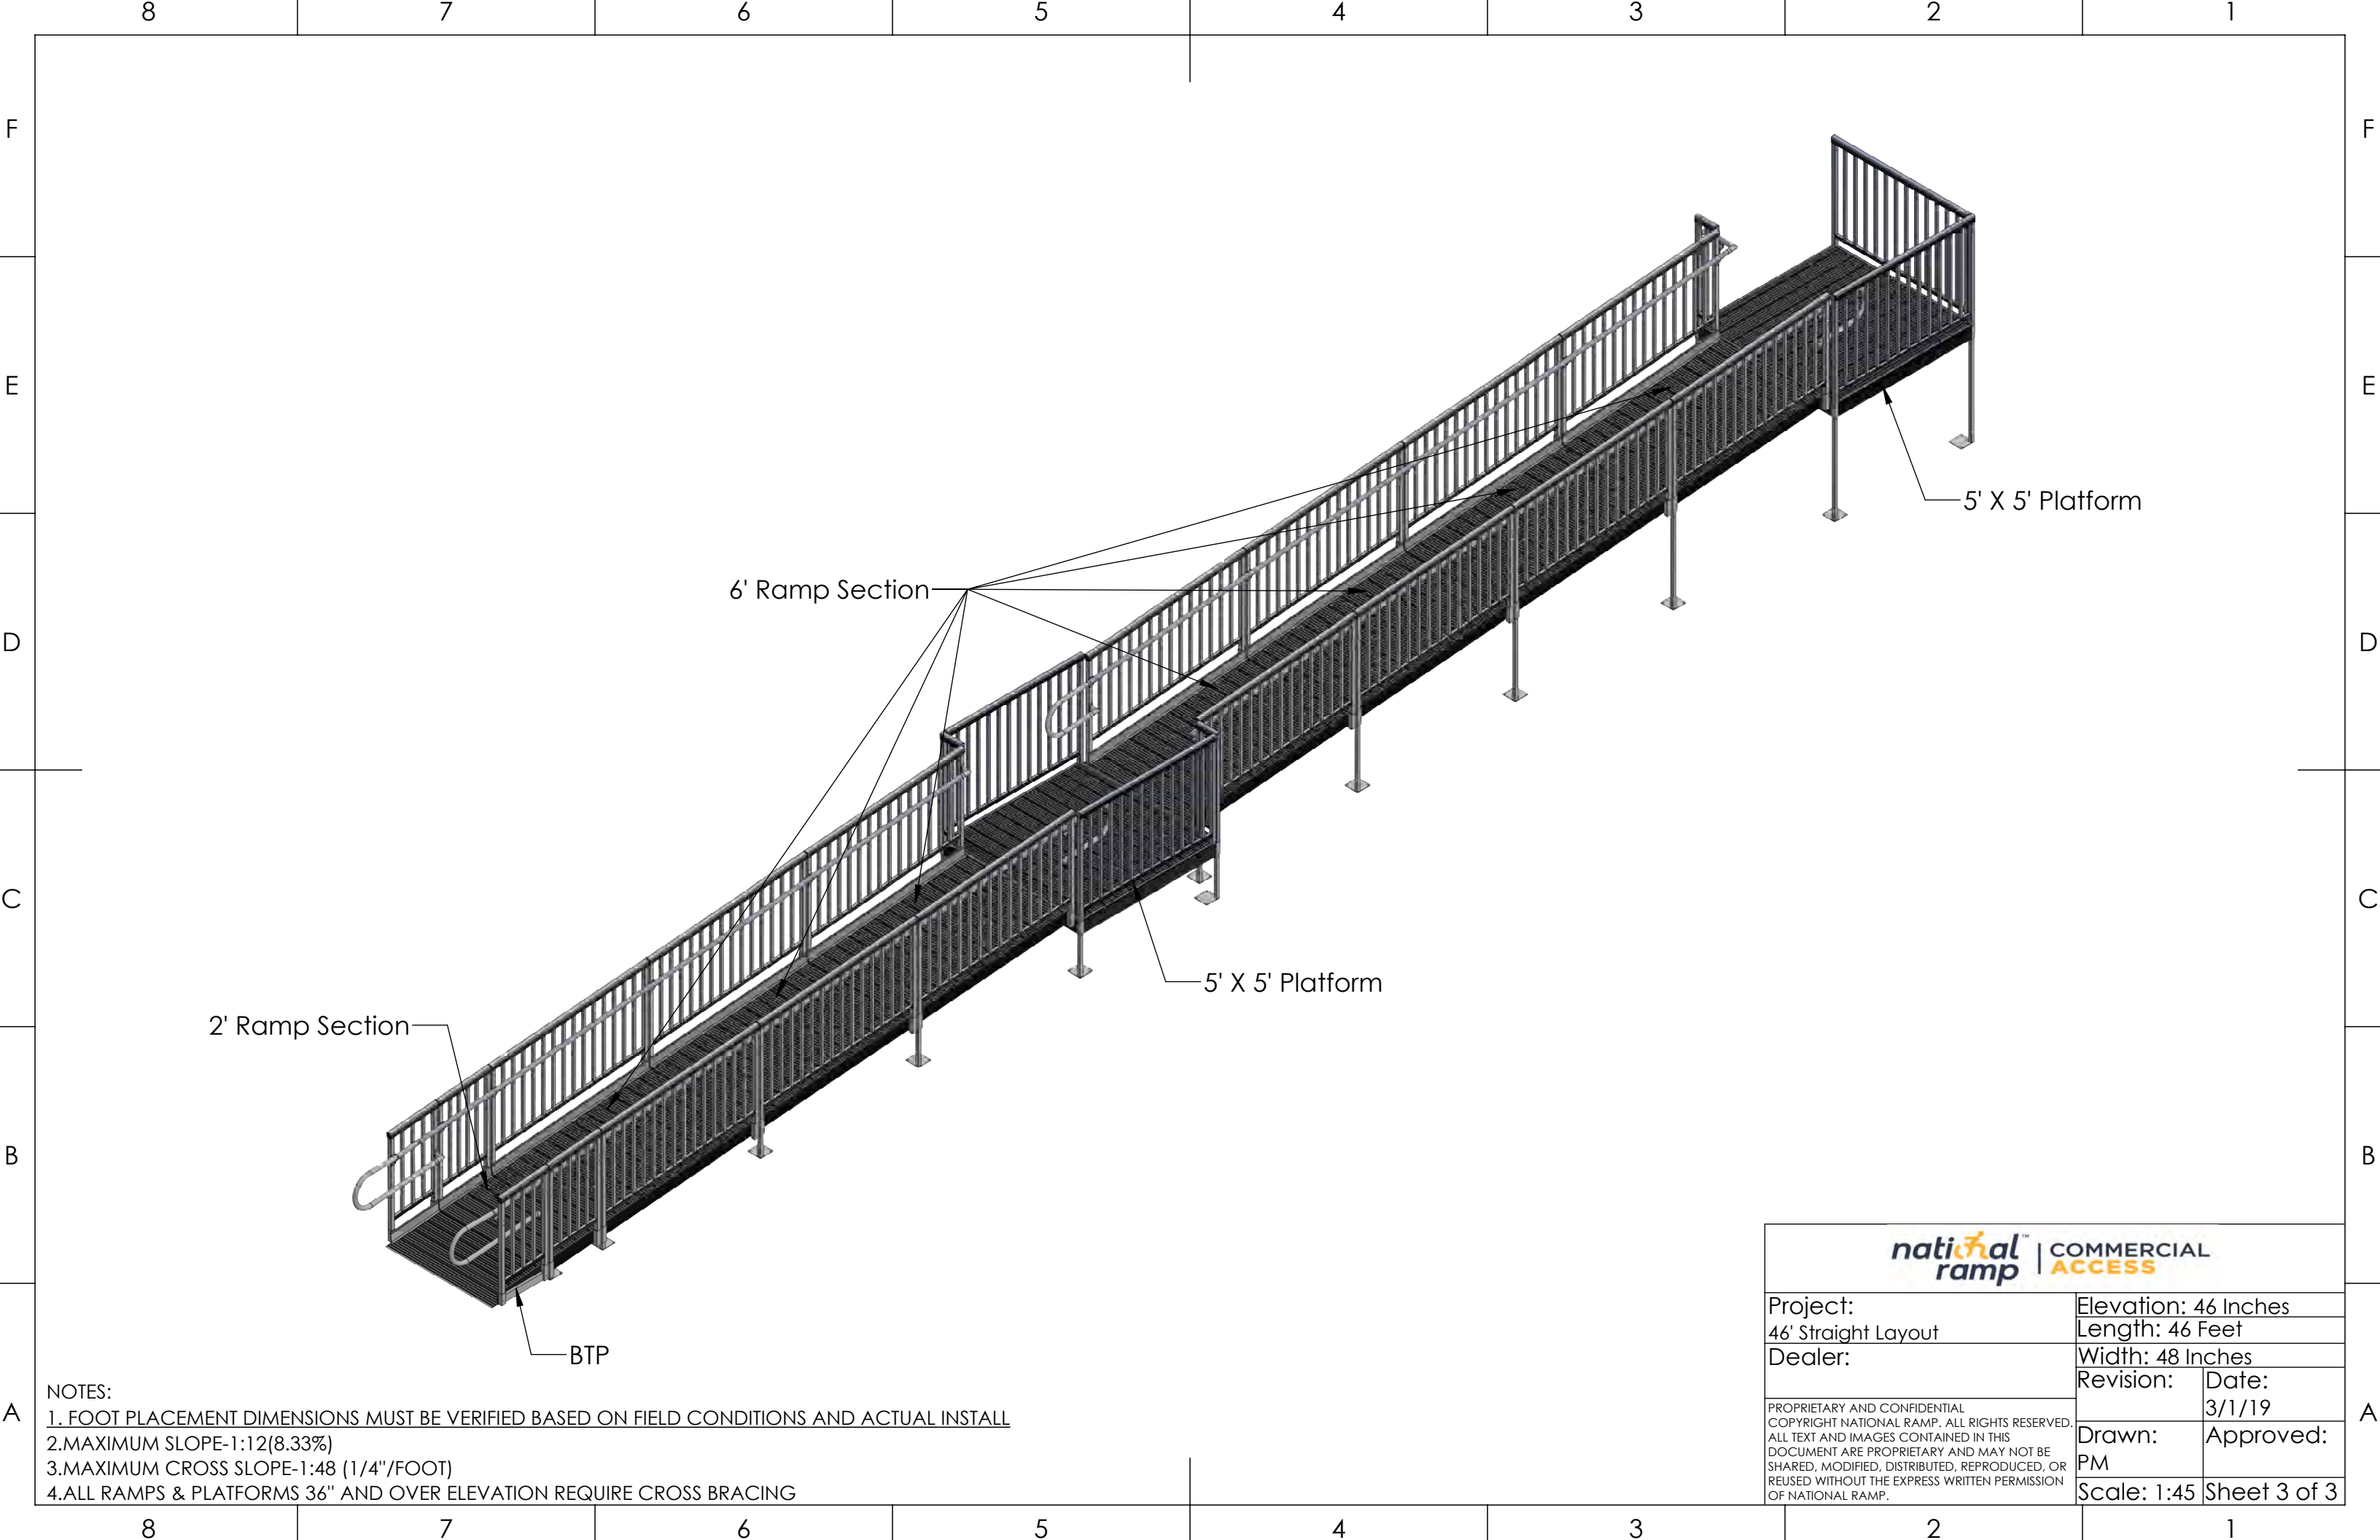 8 7 6 5 4 3 2 1
F F
E E
6' Ramp Section
5' X 5' Platform
D D
C C
5' X 5' Platform
2' Ramp Section
B B
BTP
A A
NOTES:
1. FOOT PLACEMENT DIMENSIONS MUST BE VERIFIED BASED ON FIELD CONDITIONS AND ACTUAL INSTALL
2.MAXIMUM SLOPE-1:12(8.33%)
3.MAXIMUM CROSS SLOPE-1:48 (1/4"/FOOT)
4.ALL RAMPS & PLATFORMS 36" AND OVER ELEVATION REQUIRE CROSS BRACING
national™
ramp
COMMERCIAL
ACCESS
Project:
46' Straight Layout
Dealer:
PROPRIETARY AND CONFIDENTIAL
COPYRIGHT NATIONAL RAMP. ALL RIGHTS RESERVED.
ALL TEXT AND IMAGES CONTAINED IN THIS
DOCUMENT ARE PROPRIETARY AND MAY NOT BE
SHARED, MODIFIED, DISTRIBUTED, REPRODUCED, OR
REUSED WITHOUT THE EXPRESS WRITTEN PERMISSION
OF NATIONAL RAMP.
Elevation: 46 Inches
Length: 46 Feet
Width: 48 Inches
Revision:
Date:
3/1/19
Drawn:
PM
Approved:
Scale: 1:45
Sheet 3 of 3
8 7 6 5 4 3 2 1